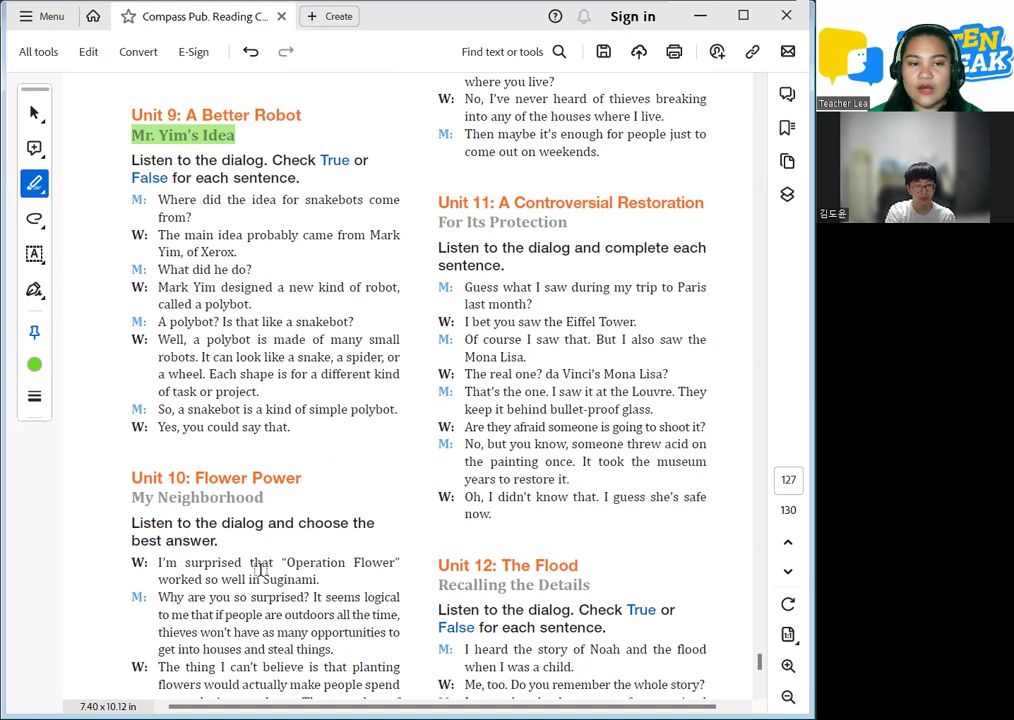 Menu
Compass Pub. Reading C...
Create
Sign in
All tools
Edit
Convert
E-Sign
Find text or tools
Unit 9: A Better Robot
Mr. Yim's Idea
Listen to the dialog. Check True or
False for each sentence.
M: Where did the idea for snakebots come
from?
W: The main idea probably came from Mark
Yim, of Xerox.
M: What did he do?
W: Mark Yim designed a new kind of robot,
called a polybot.
M: A polybot? Is that like a snakebot?
W: Well, a polybot is made of many small
robots. It can look like a snake, a spider, or
a wheel. Each shape is for a different kind
of task or project.
M: So, a snakebot is a kind of simple polybot.
W: Yes, you could say that.
Unit 10: Flower Power
My Neighborhood
Listen to the dialog and choose the
best answer.
W: I'm surprised that “Operation Flower”
worked so well in Suginami.
M: Why are you so surprised? It seems logical
to me that if people are outdoors all the time,
thieves won't have as many opportunities to
get into houses and steal things.
W: The thing I can't believe is that planting
flowers would actually make people spend
where you live?
W: No, I've never heard of thieves breaking
into any of the houses where I live.
M: Then maybe it's enough for people just to
come out on weekends.
Unit 11: A Controversial Restoration
For Its Protection
Listen to the dialog and complete each
sentence.
M: Guess what I saw during my trip to Paris
last month?
W: I bet you saw the Eiffel Tower.
M: Of course I saw that. But I also saw the
Mona Lisa.
W: The real one? da Vinci's Mona Lisa?
M: That's the one. I saw it at the Louvre. They
keep it behind bullet-proof glass.
W: Are they afraid someone is going to shoot it?
M: No, but you know, someone threw acid on
the painting once. It took the museum
years to restore it.
W: Oh, I didn't know that. I guess she's safe
now.
Unit 12: The Flood
Recalling the Details
Listen to the dialog. Check True or
False for each sentence.
M: I heard the story of Noah and the flood
when I was a child.
W: Me, too. Do you remember the whole story?
127
130
7.40 x 10.12 in
Teacher Lea
김도윤